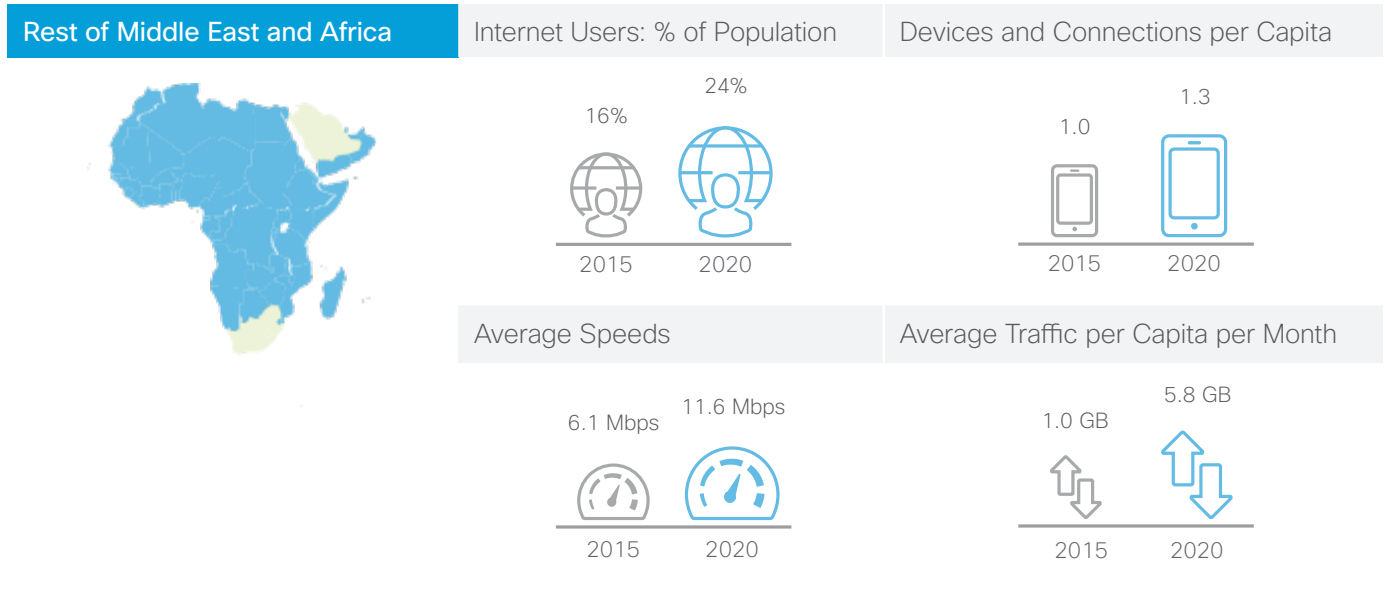 Rest of Middle East and Africa
Internet Users: % of Population
16%
24%
2015
2020
Devices and Connections per Capita
1.0
1.3
2015
2020
Average Speeds
6.1 Mbps
11.6 Mbps
2015
2020
Average Traffic per Capita per Month
1.0 GB
5.8 GB
2015
2020